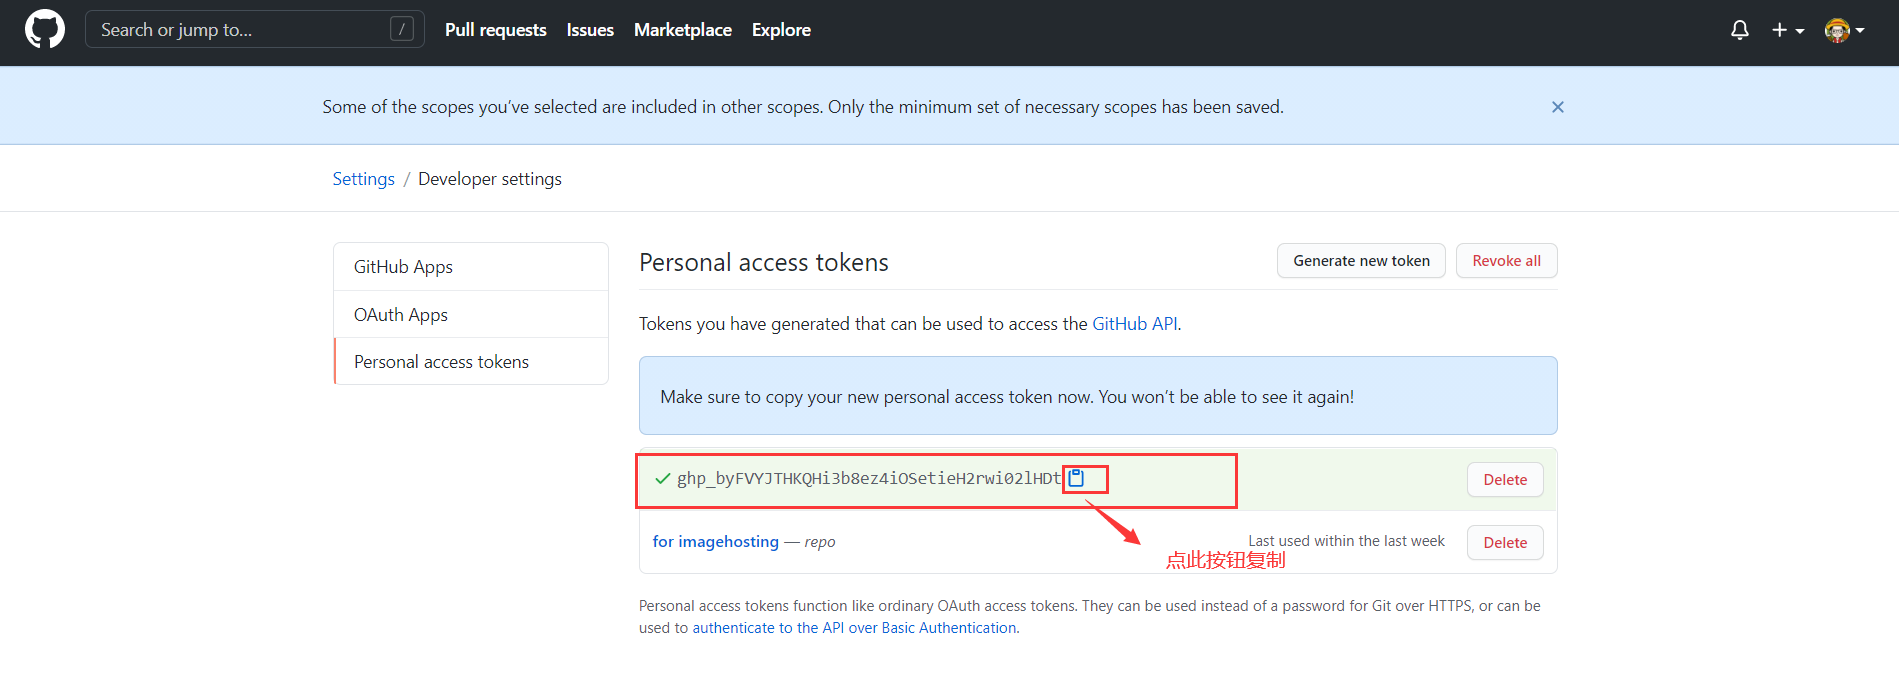 Search or jump to...
/
Pull requests
Issues
Marketplace
Explore
Some of the scopes you’ve selected are included in other scopes. Only the minimum set of necessary scopes has been saved.
Settings / Developer settings
GitHub Apps
OAuth Apps
Personal access tokens
Personal access tokens
Generate new token
Revoke all
Tokens you have generated that can be used to access the GitHub API.
Make sure to copy your new personal access token now. You won’t be able to see it again!
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
Delete
for imagehosting — repo
Last used within the last week
Delete
点此按钮复制
Personal access tokens function like ordinary OAuth access tokens. They can be used instead of a password for Git over HTTPS, or can be
used to authenticate to the API over Basic Authentication.